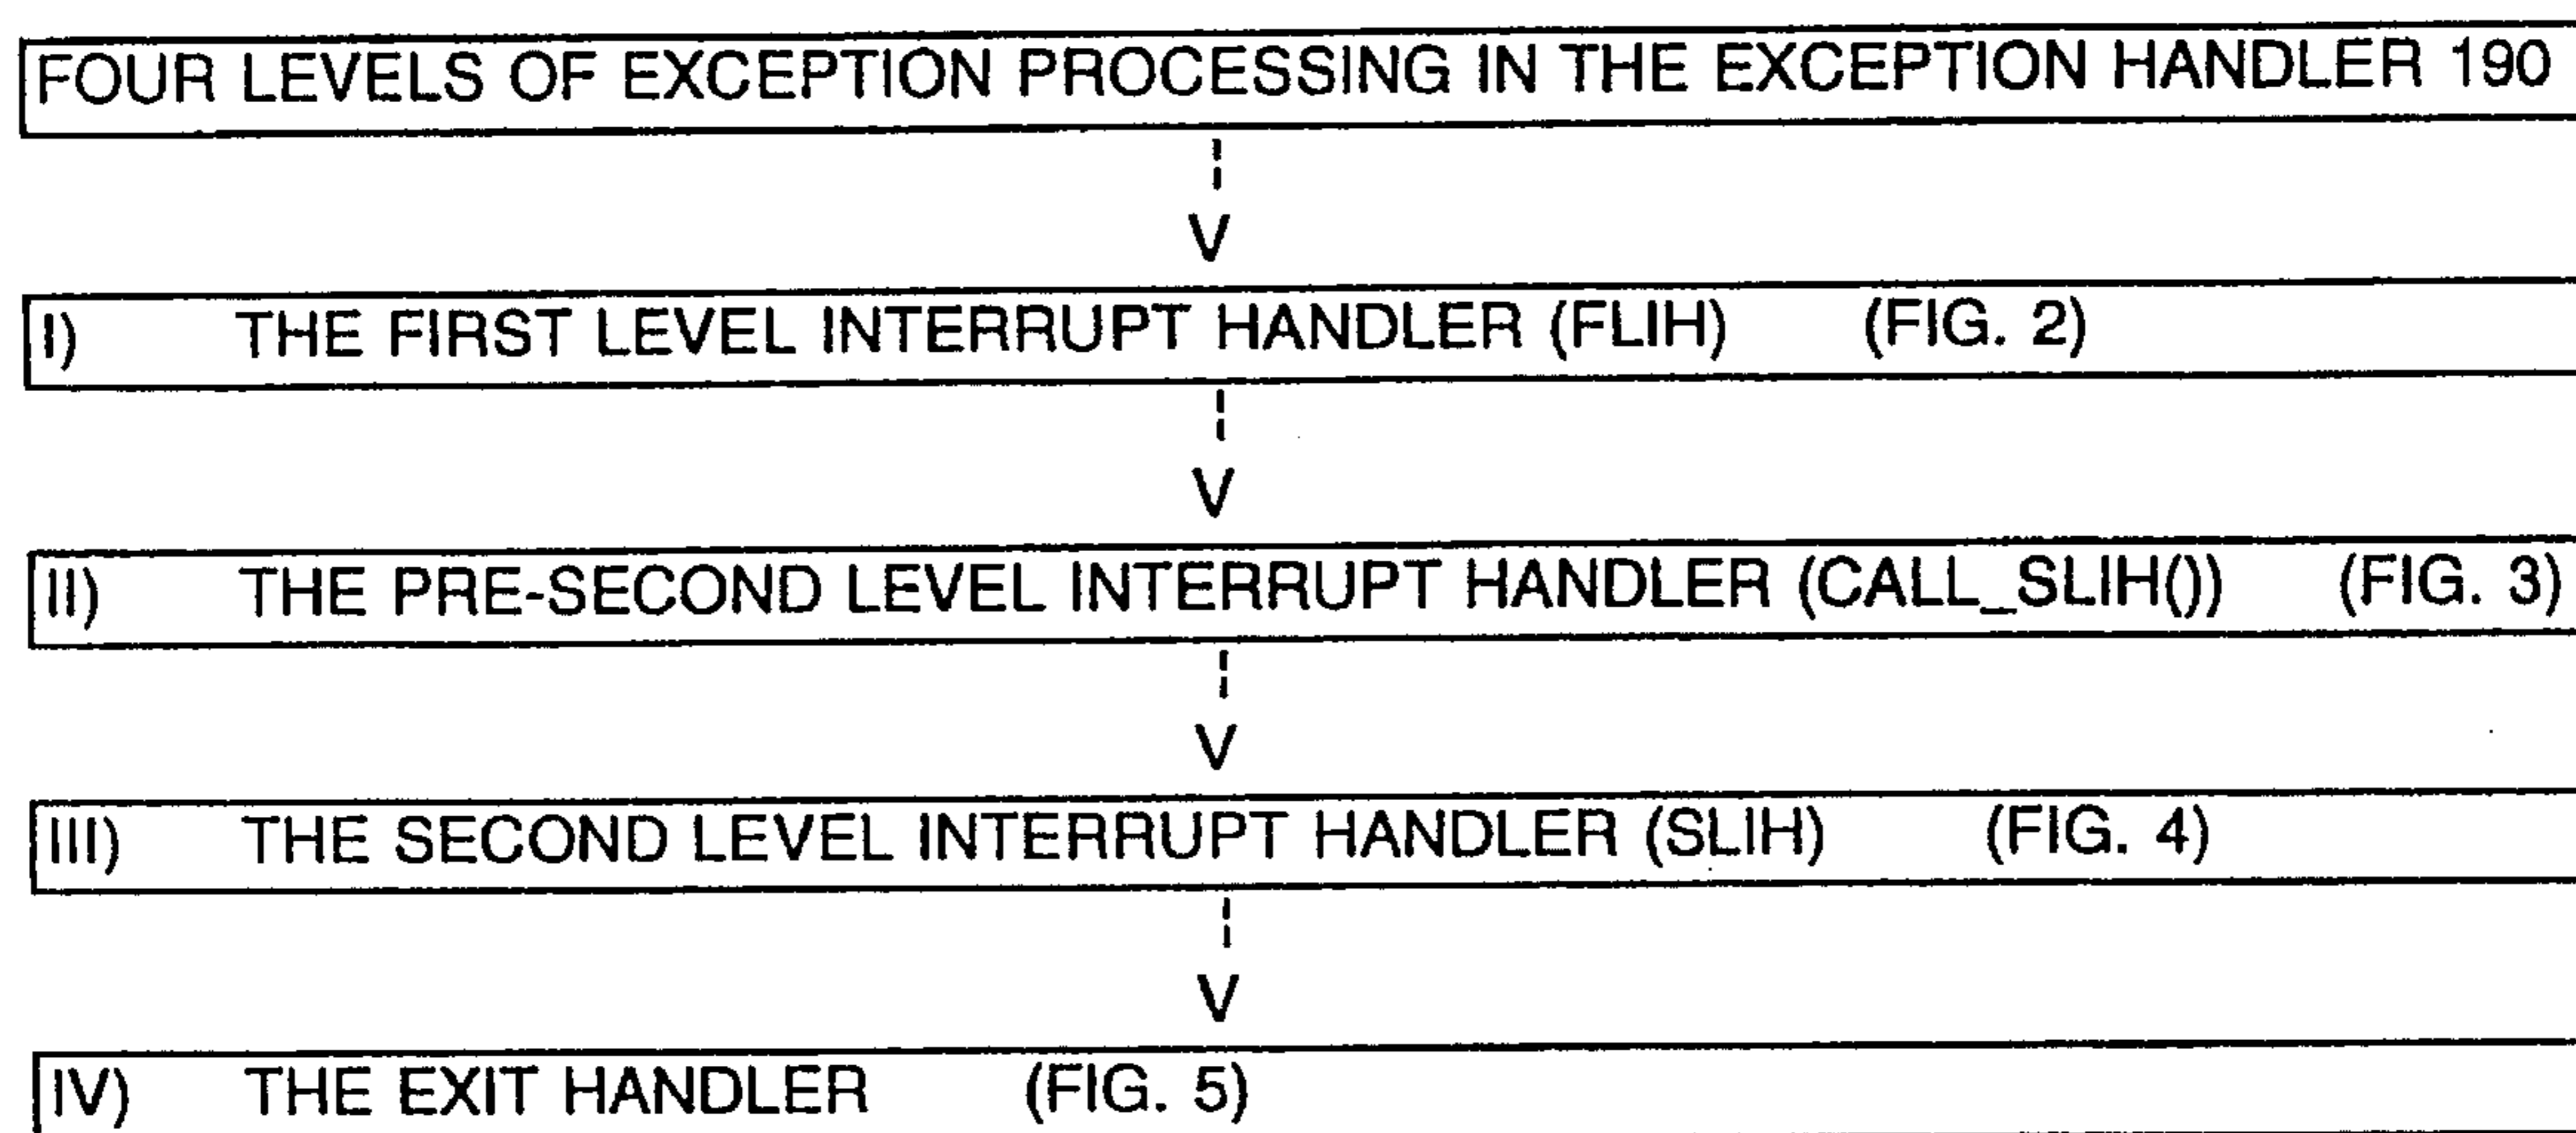 FOUR LEVELS OF EXCEPTION PROCESSING IN THE EXCEPTION HANDLER 190
I) THE FIRST LEVEL INTERRUPT HANDLER (FLIH) (FIG. 2)
II) THE PRE-SECOND LEVEL INTERRUPT HANDLER (CALL_SLIH()) (FIG. 3)
III) THE SECOND LEVEL INTERRUPT HANDLER (SLIH) (FIG. 4)
IV) THE EXIT HANDLER (FIG. 5)